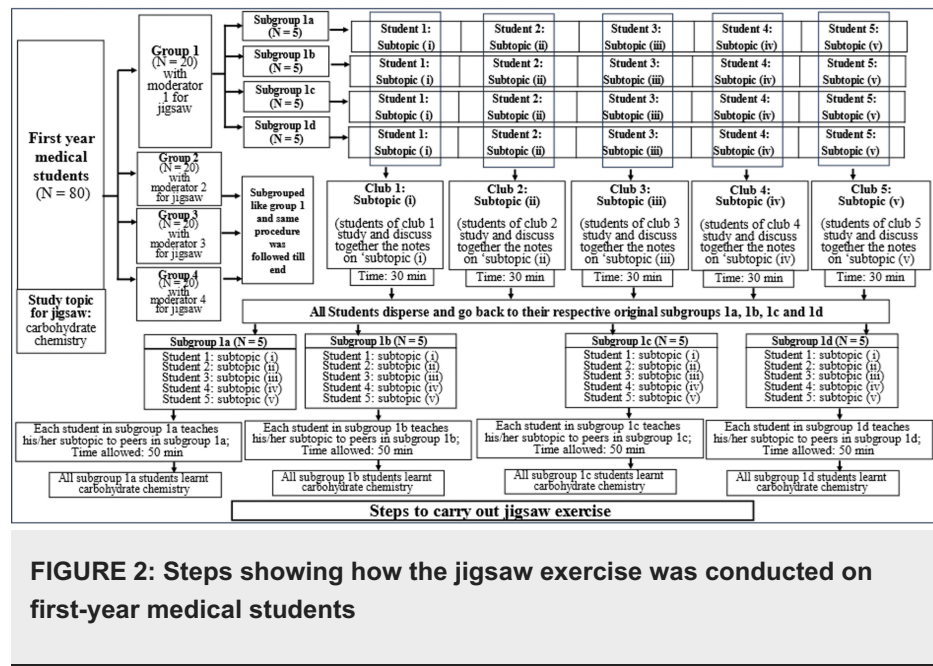 First year
medical
students
(N = 80)
Study topic
for jigsaw:
carbohydrate
chemistry
Group 1
(N = 20)
with
moderator
1 for
jigsaw
Group 2
(N = 20)
with
moderator 2
for jigsaw
Group 3
(N = 20)
with
moderator 3
for jigsaw
Group 4
(N = 20)
with
moderator 4
for jigsaw
Subgrouped
like group 1
and same
procedure
was
followed till
end
Subgroup 1a
(N = 5)
Student 1:
Subtopic (i)
Student 2:
Subtopic (ii)
Student 3:
Subtopic (iii)
Student 4:
Subtopic (iv)
Student 5:
Subtopic (v)
Subgroup 1b
(N = 5)
Student 1:
Subtopic (i)
Student 2:
Subtopic (ii)
Student 3:
Subtopic (iii)
Student 4:
Subtopic (iv)
Student 5:
Subtopic (v)
Subgroup 1c
(N = 5)
Student 1:
Subtopic (i)
Student 2:
Subtopic (ii)
Student 3:
Subtopic (iii)
Student 4:
Subtopic (iv)
Student 5:
Subtopic (v)
Subgroup 1d
(N = 5)
Student 1:
Subtopic (i)
Student 2:
Subtopic (ii)
Student 3:
Subtopic (iii)
Student 4:
Subtopic (iv)
Student 5:
Subtopic (v)
Club 1:
Subtopic (i)
(students of club 1
study and discuss
together the notes
on ‘subtopic (i)
Time: 30 min
Club 2:
Subtopic (ii)
(students of club 2
study and discuss
together the notes
on ‘subtopic (ii)
Time: 30 min
Club 3:
Subtopic (iii)
(students of club 3
study and discuss
together the notes
on ‘subtopic (iii)
Time: 30 min
Club 4:
Subtopic (iv)
(students of club 4
study and discuss
together the notes
on ‘subtopic (iv)
Time: 30 min
Club 5:
Subtopic (v)
(students of club 5
study and discuss
together the notes
on ‘subtopic (v)
Time: 30 min
All Students disperse and go back to their respective original subgroups 1a, 1b, 1c and 1d
Subgroup 1a (N = 5)
Student 1: subtopic (i)
Student 2: subtopic (ii)
Student 3: subtopic (iii)
Student 4: subtopic (iv)
Student 5: subtopic (v)
Subgroup 1b (N = 5)
Student 1: subtopic (i)
Student 2: subtopic (ii)
Student 3: subtopic (iii)
Student 4: subtopic (iv)
Student 5: subtopic (v)
Subgroup 1c (N = 5)
Student 1: subtopic (i)
Student 2: subtopic (ii)
Student 3: subtopic (iii)
Student 4: subtopic (iv)
Student 5: subtopic (v)
Subgroup 1d (N = 5)
Student 1: subtopic (i)
Student 2: subtopic (ii)
Student 3: subtopic (iii)
Student 4: subtopic (iv)
Student 5: subtopic (v)
Each student in subgroup 1a teaches
his/her subtopic to peers in subgroup 1a;
Time allowed: 50 min
Each student in subgroup 1b teaches
his/her subtopic to peers in subgroup 1b;
Time allowed: 50 min
Each student in subgroup 1c teaches
his/her subtopic to peers in subgroup 1c;
Time allowed: 50 min
Each student in subgroup 1d teaches
his/her subtopic to peers in subgroup 1d;
Time allowed: 50 min
All subgroup 1a students learnt
carbohydrate chemistry
All subgroup 1b students learnt
carbohydrate chemistry
All subgroup 1c students learnt
carbohydrate chemistry
All subgroup 1d students learnt
carbohydrate chemistry
Steps to carry out jigsaw exercise
FIGURE 2: Steps showing how the jigsaw exercise was conducted on
first-year medical students